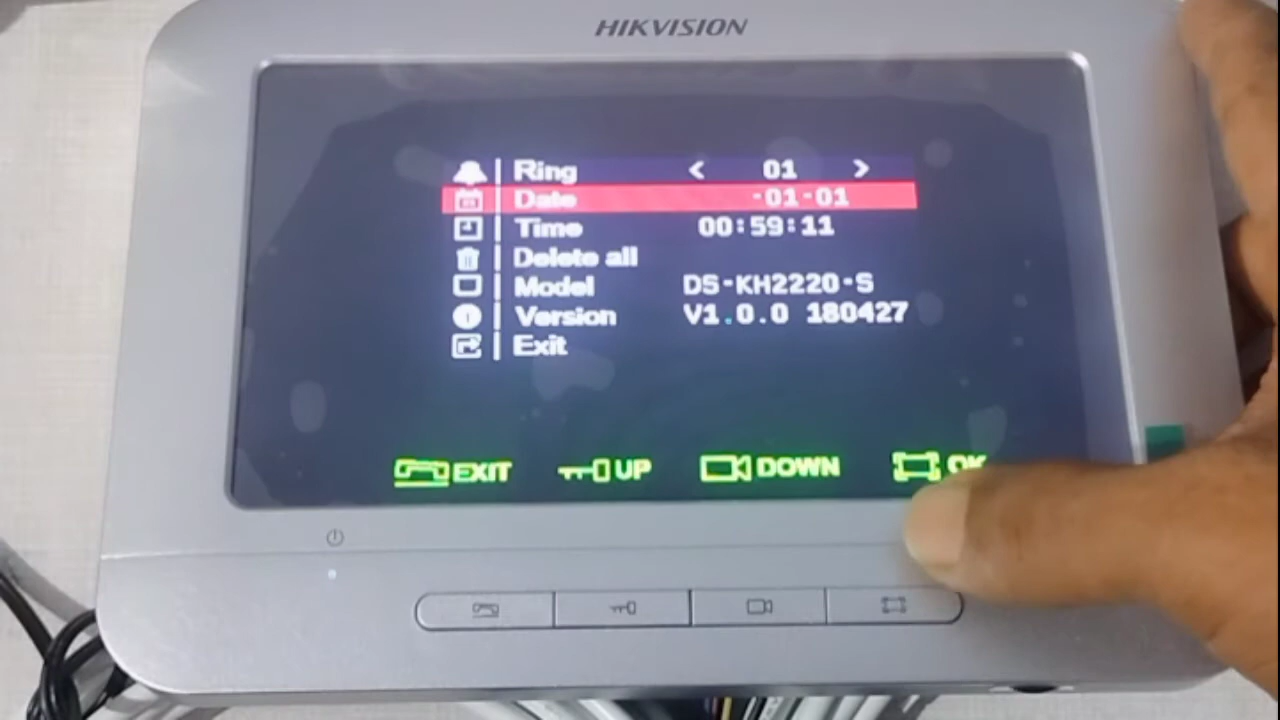 HIKVISION
Ring < 01 >
Date -01-01
Time 00:59:11
Delete all
Model DS-KH2220-S
Version V1.0.0 180427
Exit
EXIT UP DOWN OK